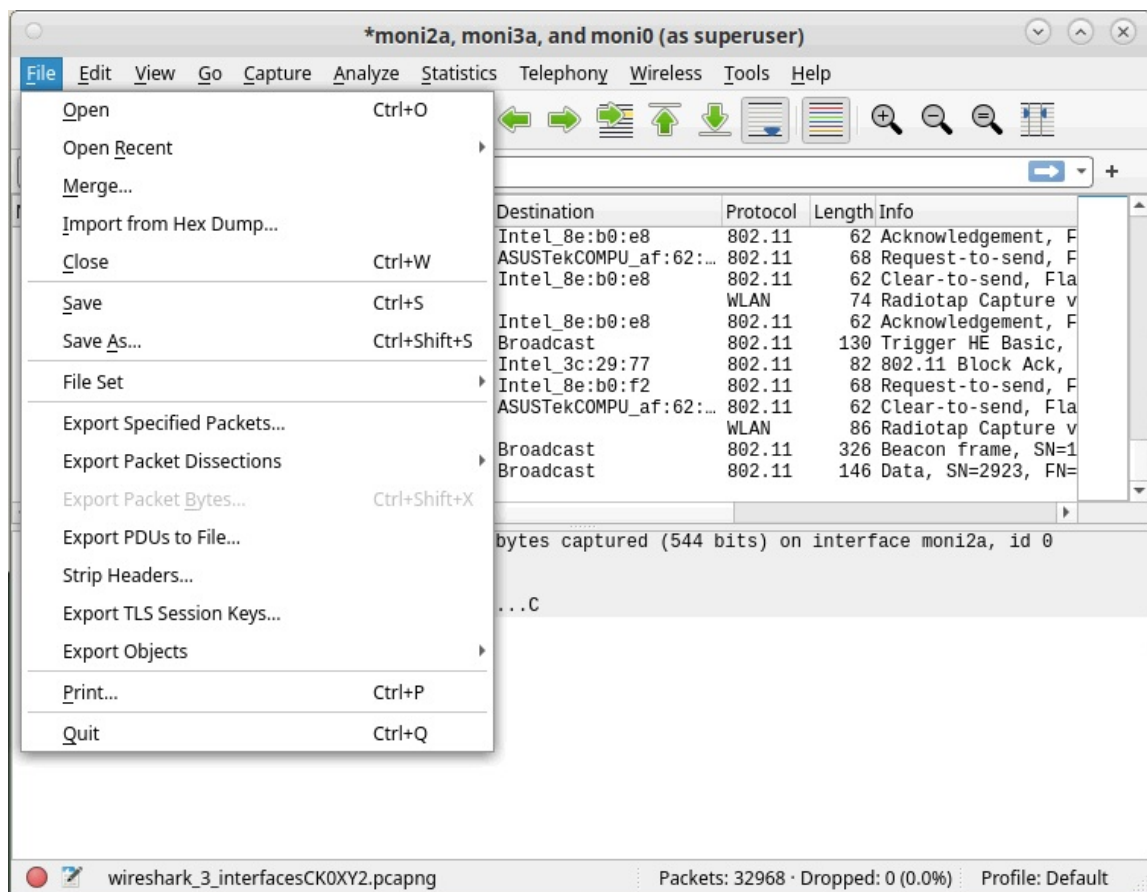 *moni2a, moni3a, and moni0 (as superuser)
File Edit View Go Capture Analyze Statistics Telephony Wireless Tools Help
Open Ctrl+O
Open Recent
Merge...
Import from Hex Dump...
Close Ctrl+W
Save Ctrl+S
Save As... Ctrl+Shift+S
File Set
Export Specified Packets...
Export Packet Dissections
Export Packet Bytes... Ctrl+Shift+X
Export PDUs to File...
Strip Headers...
Export TLS Session Keys...
Export Objects
Print... Ctrl+P
Quit Ctrl+Q
+
Destination Protocol Length Info
Intel_8e:b0:e8 802.11 62 Acknowledgement, F
ASUSTekCOMPU_af:62:… 802.11 68 Request-to-send, F
Intel_8e:b0:e8 802.11 62 Clear-to-send, Fla
WLAN 74 Radiotap Capture v
Intel_8e:b0:e8 802.11 62 Acknowledgement, F
Broadcast 802.11 130 Trigger HE Basic,
Intel_3c:29:77 802.11 82 802.11 Block Ack,
Intel_8e:b0:f2 802.11 68 Request-to-send, F
ASUSTekCOMPU_af:62:… 802.11 62 Clear-to-send, Fla
WLAN 86 Radiotap Capture v
Broadcast 802.11 326 Beacon frame, SN=1
Broadcast 802.11 146 Data, SN=2923, FN=
bytes captured (544 bits) on interface moni2a, id 0
...C
wireshark_3_interfacesCK0XY2.pcapng Packets: 32968 · Dropped: 0 (0.0%) Profile: Default